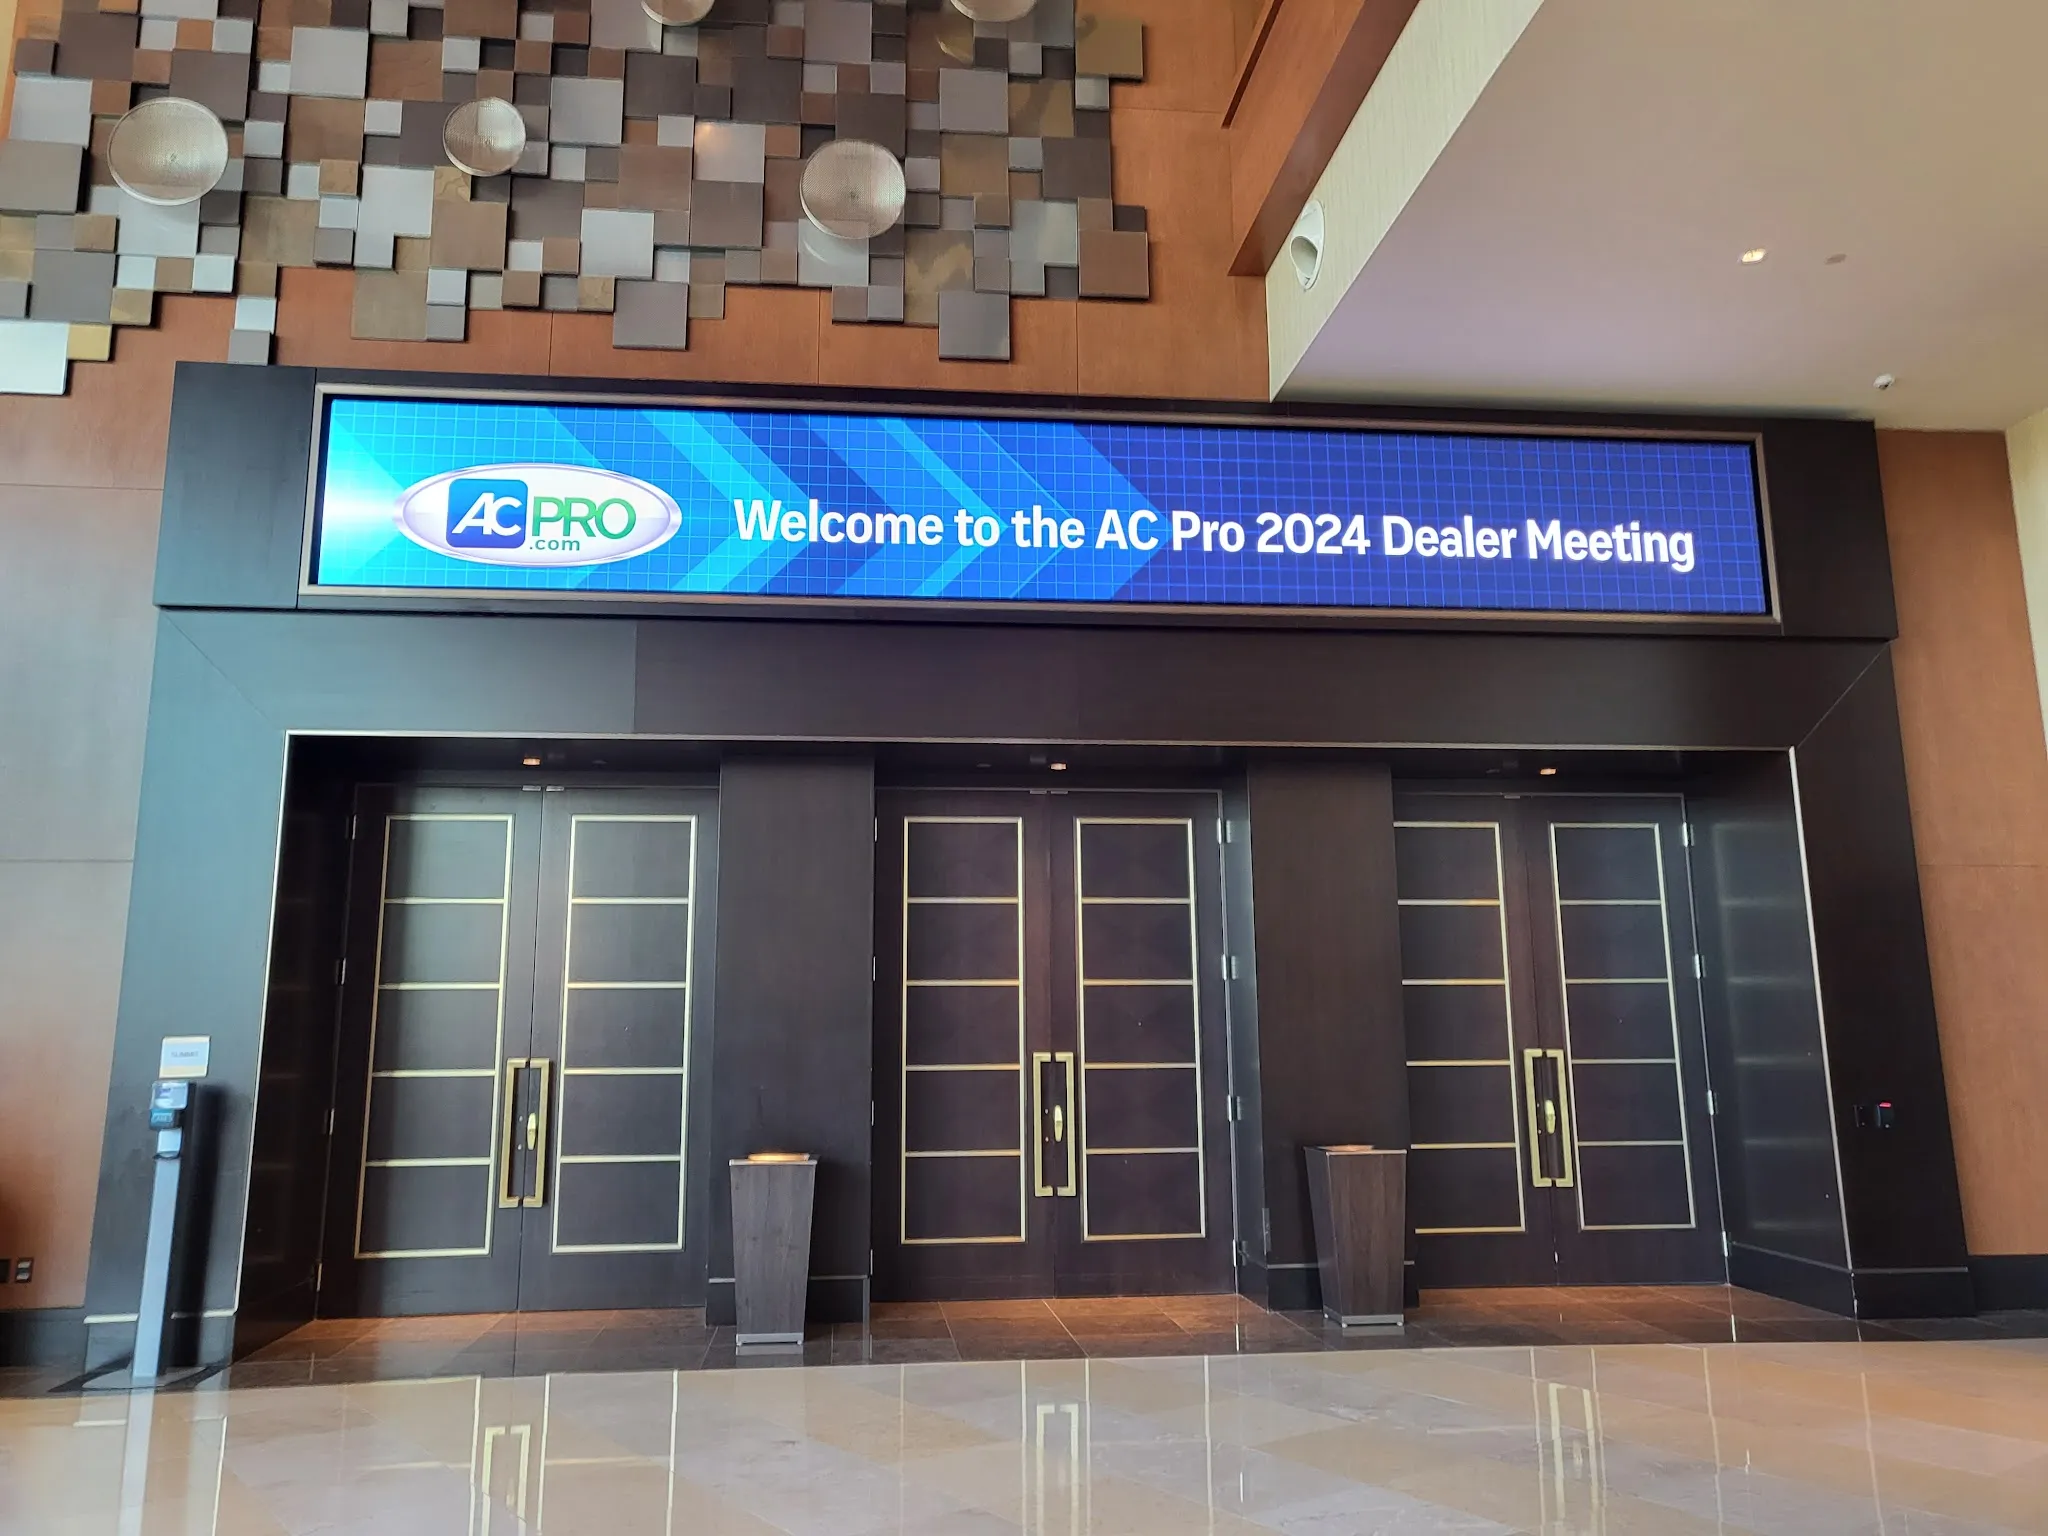 AC PRO
.com
Welcome to the AC Pro 2024 Dealer Meeting